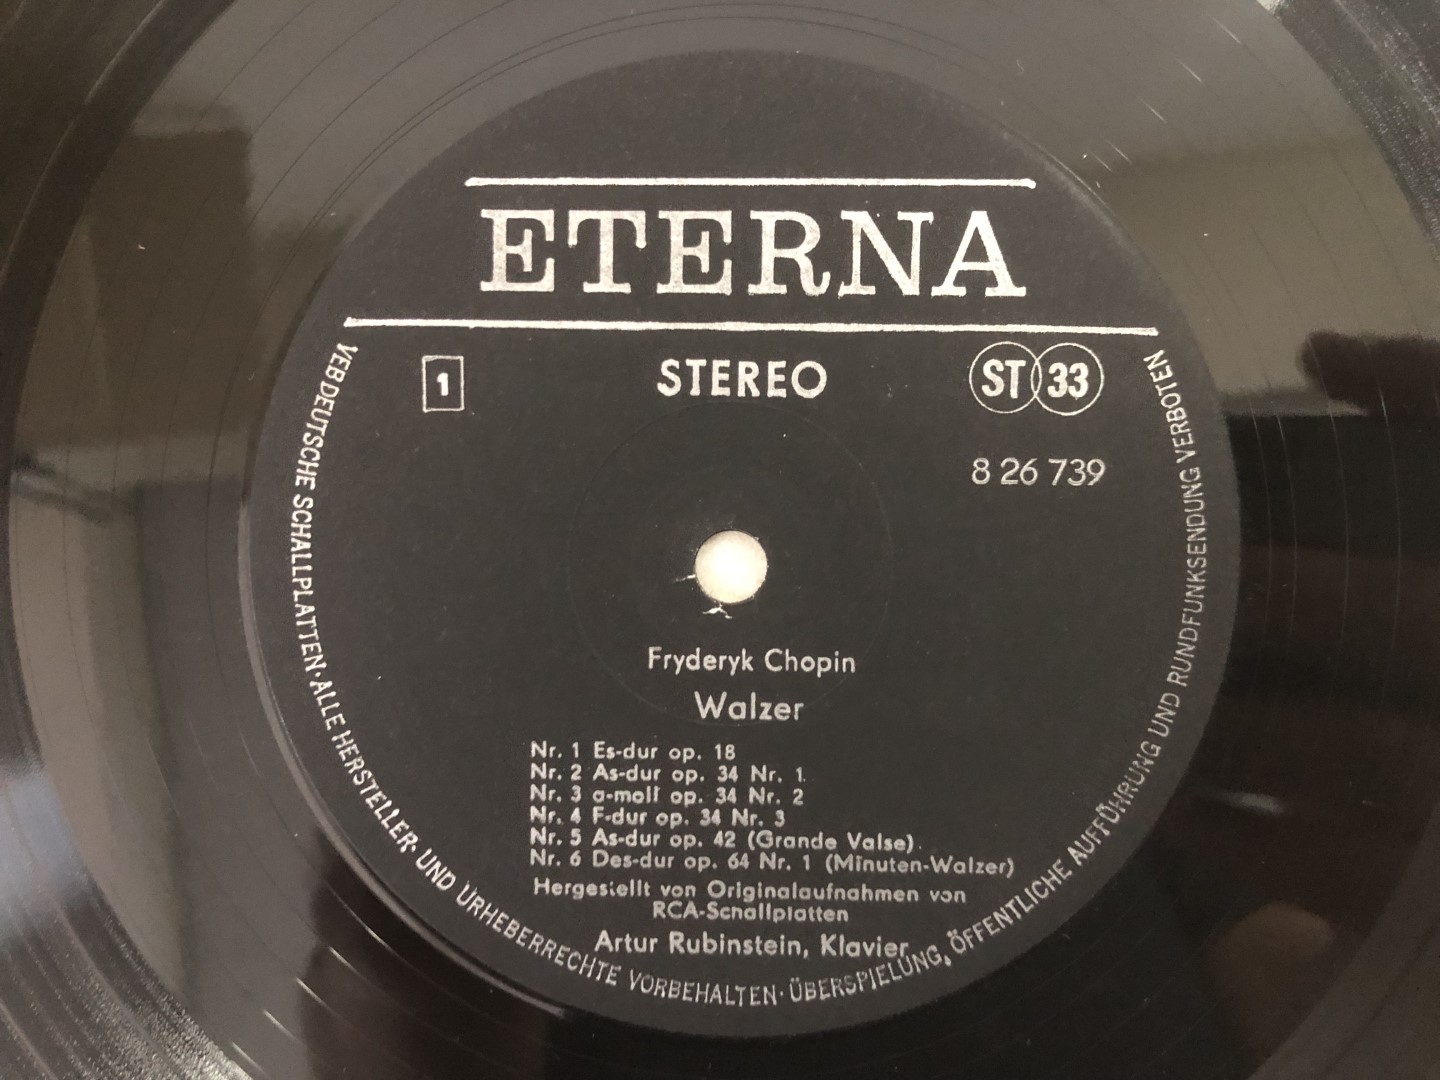 ETERNA
1
STEREO
ST 33
8 26 739
Fryderyk Chopin
Walzer
Nr. 1 Es-dur op. 18
Nr. 2 As-dur op. 34 Nr. 1
Nr. 3 a-moll op. 34 Nr. 2
Nr. 4 F-dur op. 34 Nr. 3
Nr. 5 As-dur op. 42 (Grande Valse)
Nr. 6 Des-dur op. 64 Nr. 1 (Minuten-Walzer)
Hergestellt von Originalaufnahmen von
RCA-Schallplatten
Artur Rubinstein, Klavier
VEB DEUTSCHE SCHALLPLATTEN · ALLE HERSTELLER- UND URHEBERRECHTE VORBEHALTEN · ÜBERSPIELUNG, ÖFFENTLICHE AUFFÜHRUNG UND RUNDFUNKSENDUNG VERBOTEN